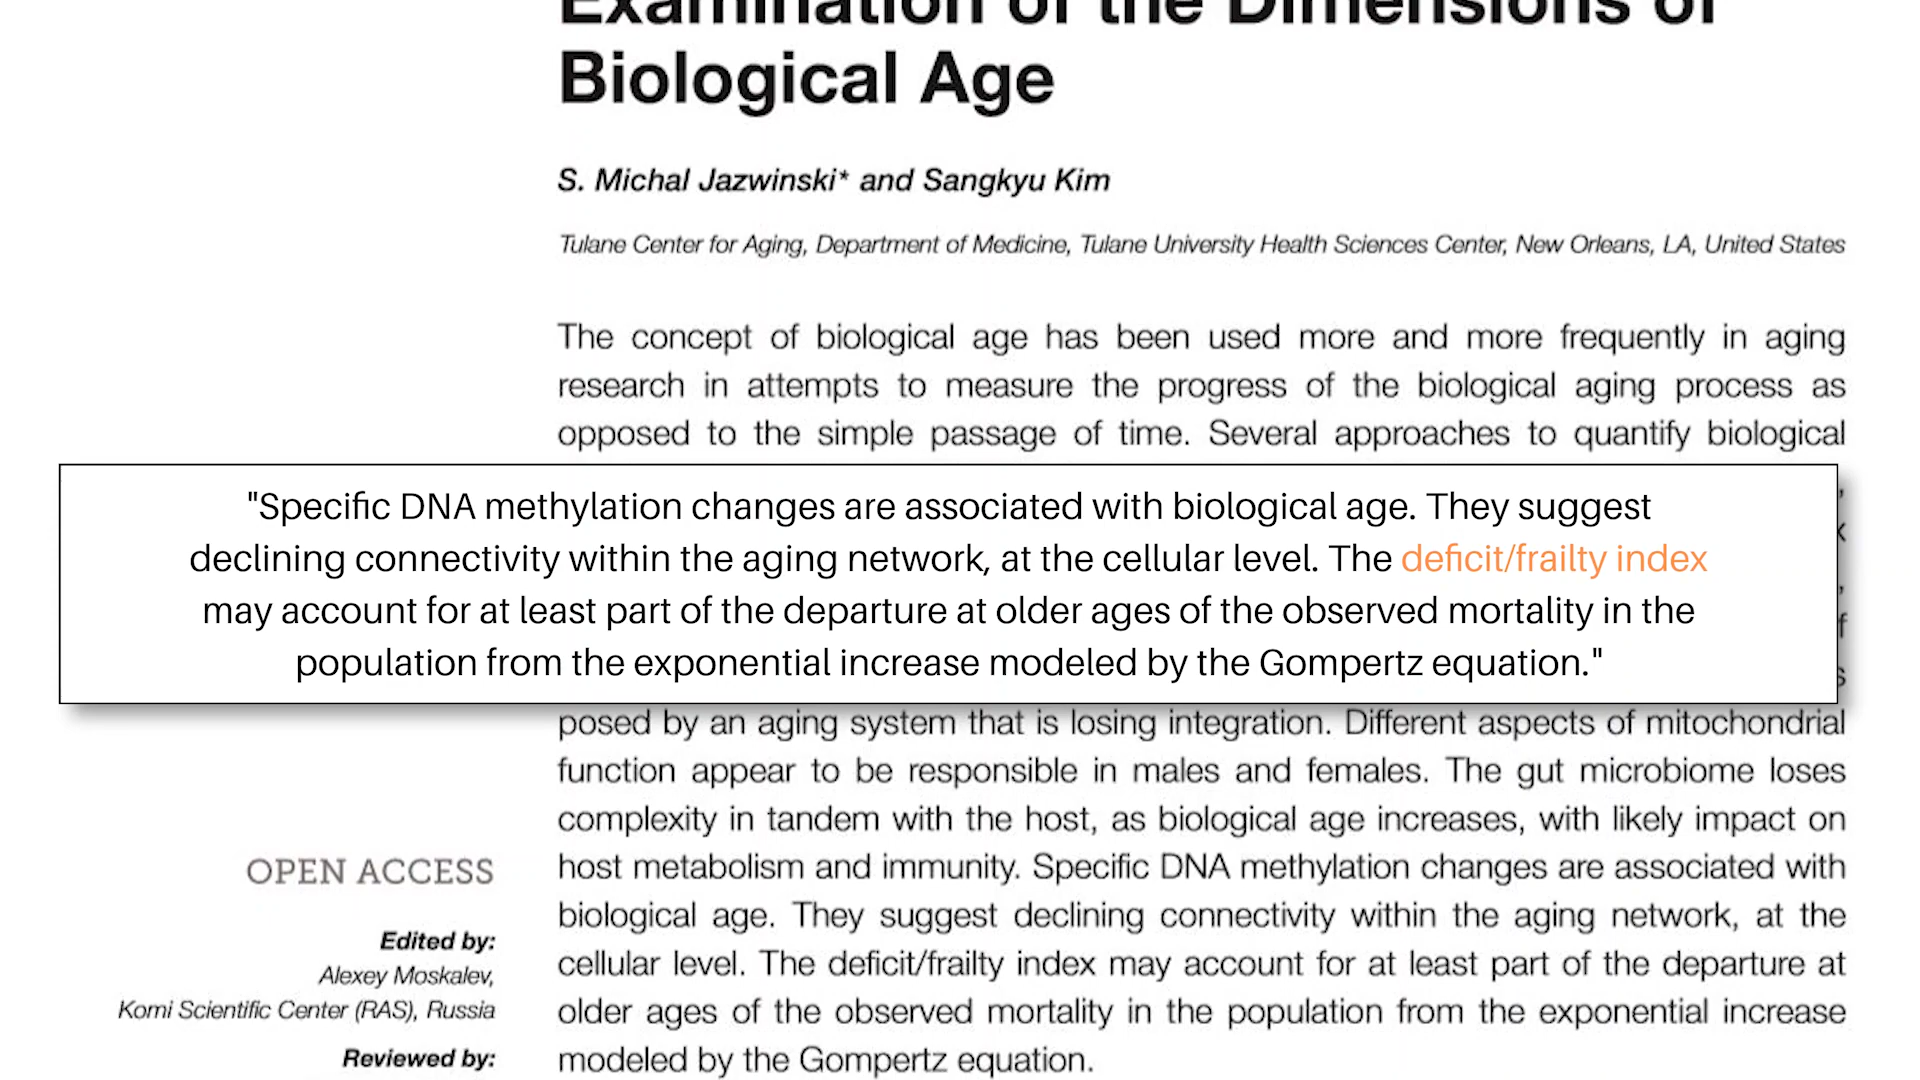 Examination of the Dimensions of
Biological Age
S. Michal Jazwinski* and Sangkyu Kim
Tulane Center for Aging, Department of Medicine, Tulane University Health Sciences Center, New Orleans, LA, United States
The concept of biological age has been used more and more frequently in aging
research in attempts to measure the progress of the biological aging process as
opposed to the simple passage of time. Several approaches to quantify biological
"Specific DNA methylation changes are associated with biological age. They suggest
declining connectivity within the aging network, at the cellular level. The deficit/frailty index
may account for at least part of the departure at older ages of the observed mortality in the
population from the exponential increase modeled by the Gompertz equation."
posed by an aging system that is losing integration. Different aspects of mitochondrial
function appear to be responsible in males and females. The gut microbiome loses
complexity in tandem with the host, as biological age increases, with likely impact on
host metabolism and immunity. Specific DNA methylation changes are associated with
biological age. They suggest declining connectivity within the aging network, at the
cellular level. The deficit/frailty index may account for at least part of the departure at
older ages of the observed mortality in the population from the exponential increase
modeled by the Gompertz equation.
OPEN ACCESS
Edited by:
Alexey Moskalev,
Komi Scientific Center (RAS), Russia
Reviewed by: